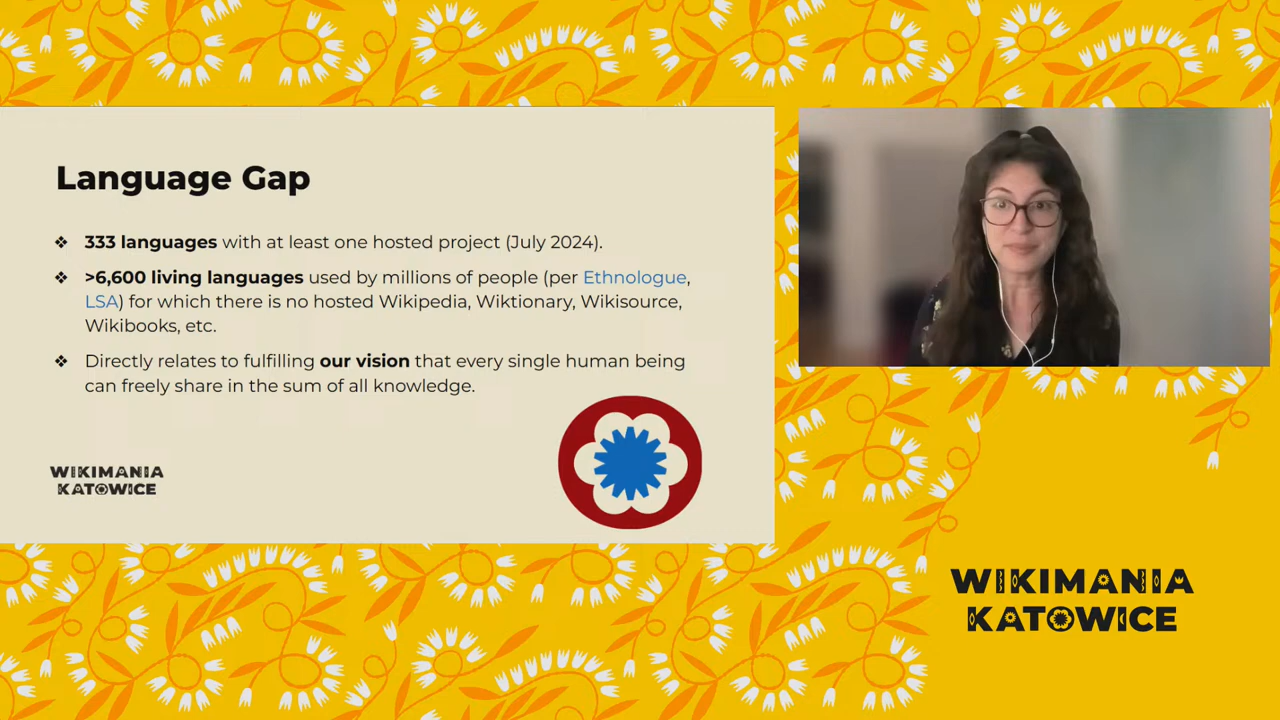 Language Gap
❖ 333 languages with at least one hosted project (July 2024).
❖ >6,600 living languages used by millions of people (per Ethnologue,
LSA) for which there is no hosted Wikipedia, Wiktionary, Wikisource,
Wikibooks, etc.
❖ Directly relates to fulfilling our vision that every single human being
can freely share in the sum of all knowledge.
WIKIMANIA
KATOWICE
WIKIMANIA
KATOWICE